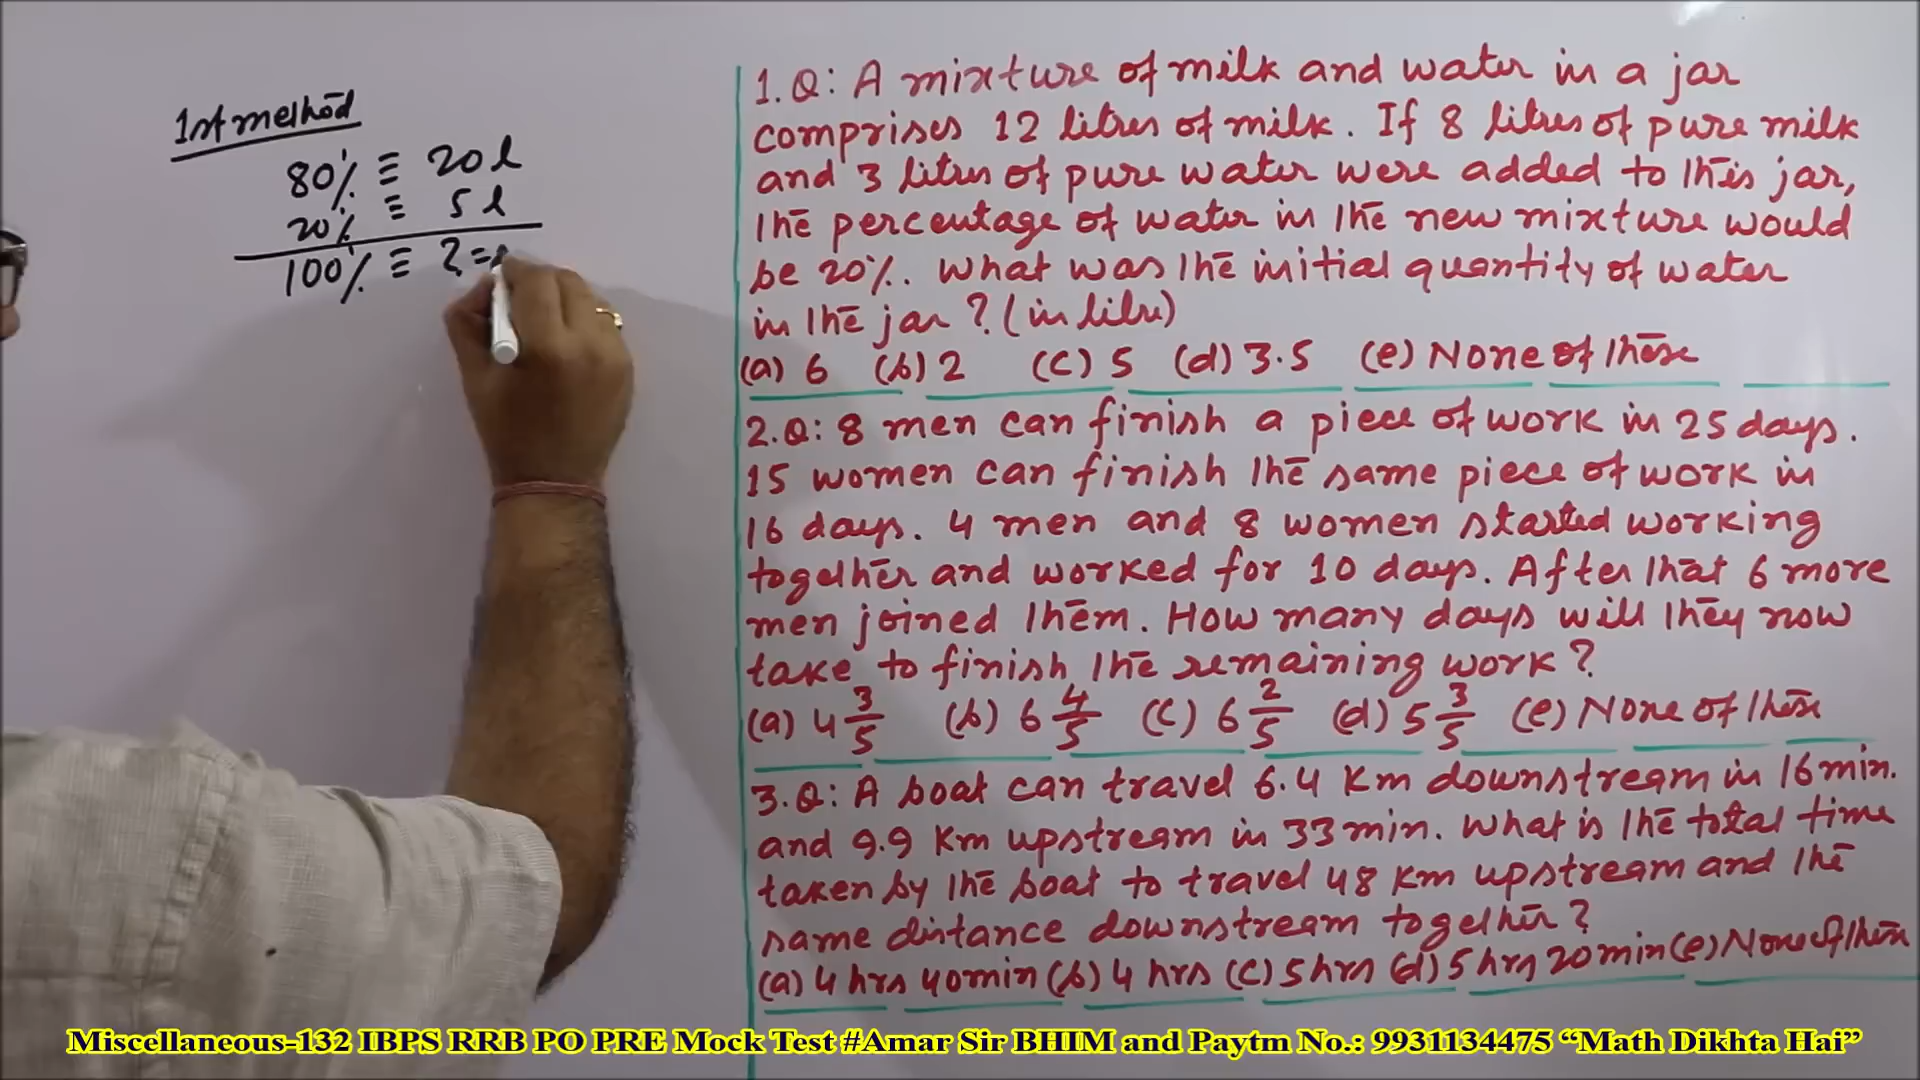 1st method
80% ≡ 20 l
20% ≡ 5 l
100% ≡ ? =
1.Q: A mixture of milk and water in a jar
comprises 12 litres of milk. If 8 litres of pure milk
and 3 litres of pure water were added to this jar,
the percentage of water in the new mixture would
be 20%. What was the initial quantity of water
in the jar? (in litre)
(a) 6 (b) 2 (c) 5 (d) 3.5 (e) None of these
2.Q: 8 men can finish a piece of work in 25 days.
15 women can finish the same piece of work in
16 days. 4 men and 8 women started working
together and worked for 10 days. After that 6 more
men joined them. How many days will they now
take to finish the remaining work?
(a) 4 3/5 (b) 6 4/5 (c) 6 2/5 (d) 5 3/5 (e) None of these
3.Q: A boat can travel 6.4 Km downstream in 16 min.
and 9.9 Km upstream in 33 min. What is the total time
taken by the boat to travel 48 Km upstream and the
same distance downstream together?
(a) 4 hrs 40 min (b) 4 hrs (c) 5 hrs (d) 5 hrs 20 min (e) None of these
Miscellaneous-132 IBPS RRB PO PRE Mock Test #Amar Sir BHIM and Paytm No.: 9931134475 “Math Dikhta Hai”